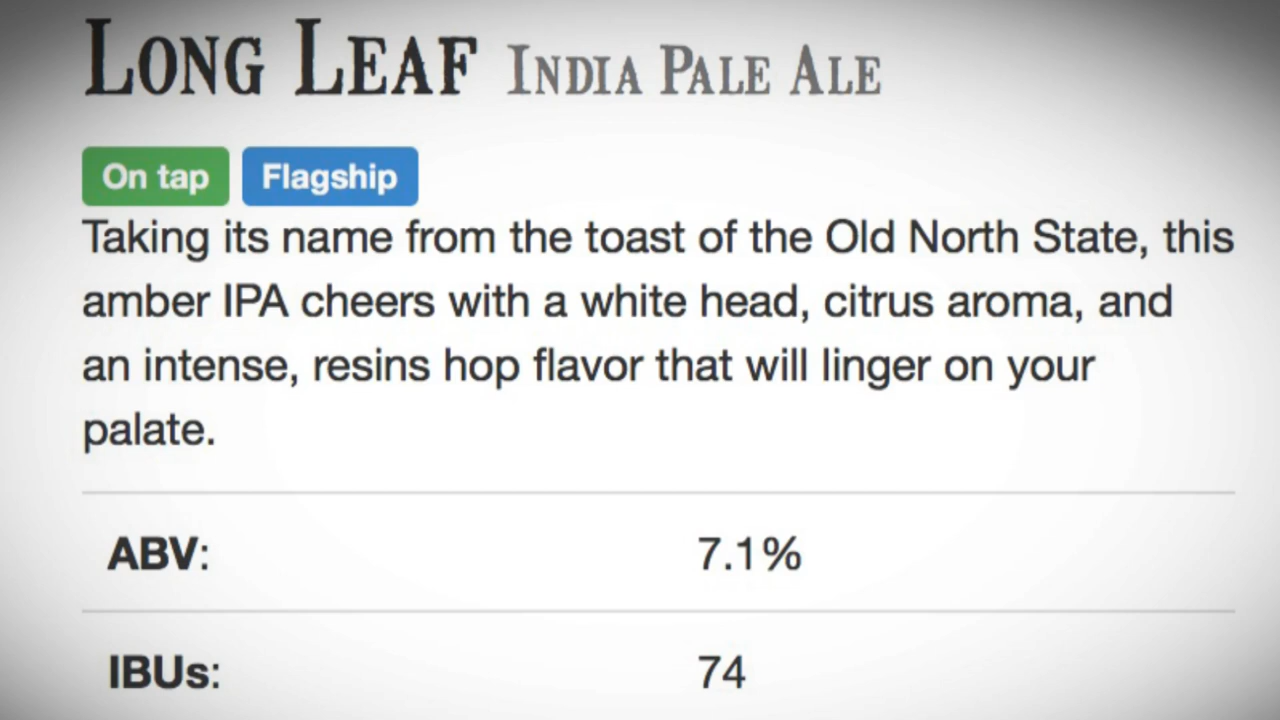 LONG LEAF INDIA PALE ALE
On tap Flagship
Taking its name from the toast of the Old North State, this
amber IPA cheers with a white head, citrus aroma, and
an intense, resins hop flavor that will linger on your
palate.
ABV: 7.1%
IBUs: 74